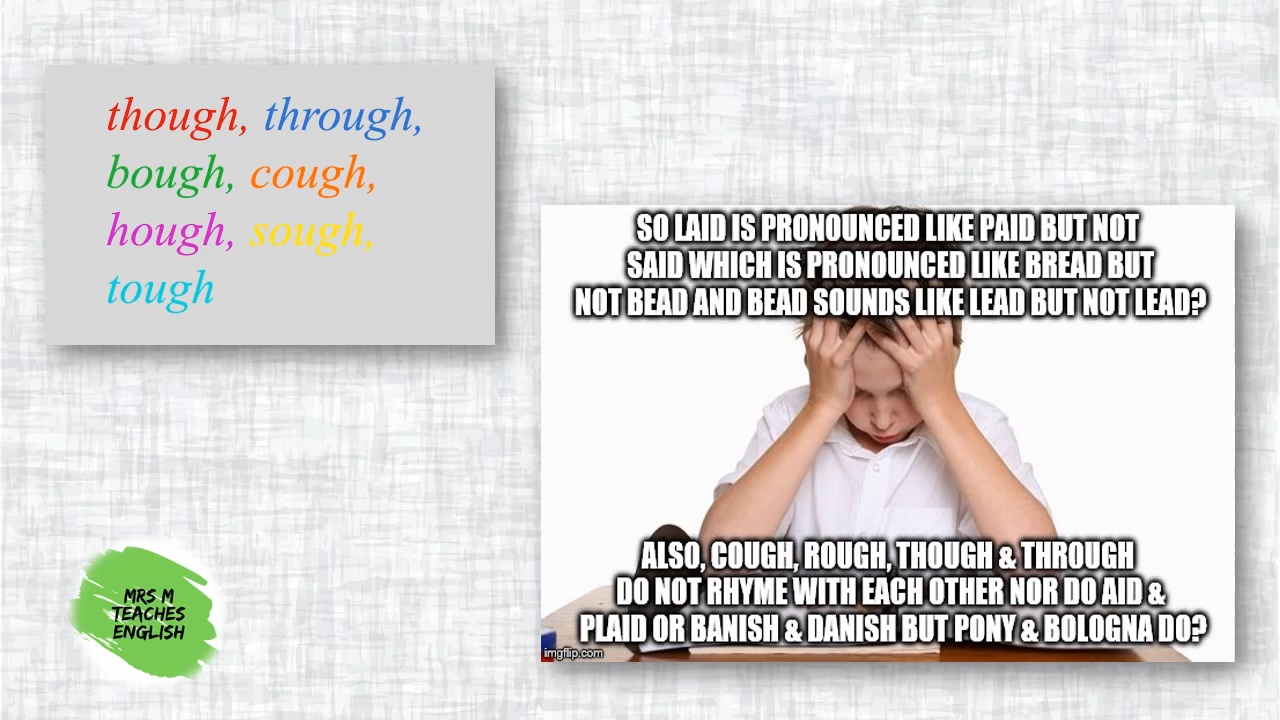 though, through,
bough, cough,
hough, sough,
tough
SO LAID IS PRONOUNCED LIKE PAID BUT NOT
SAID WHICH IS PRONOUNCED LIKE BREAD BUT
NOT BEAD AND BEAD SOUNDS LIKE LEAD BUT NOT LEAD?
ALSO, COUGH, ROUGH, THOUGH & THROUGH
DO NOT RHYME WITH EACH OTHER NOR DO AID &
PLAID OR BANISH & DANISH BUT PONY & BOLOGNA DO?
imgflip.com
MRS M
TEACHES
ENGLISH